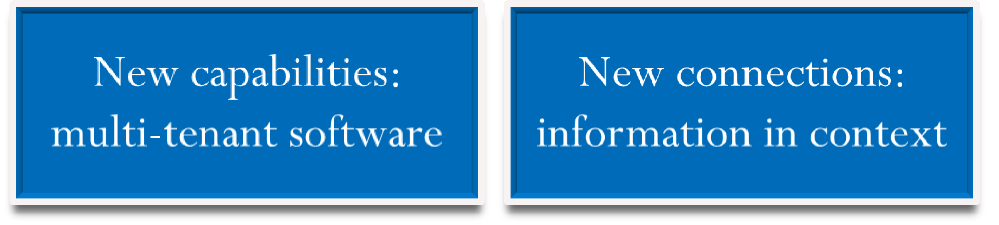 New capabilities:
multi-tenant software
New connections:
information in context